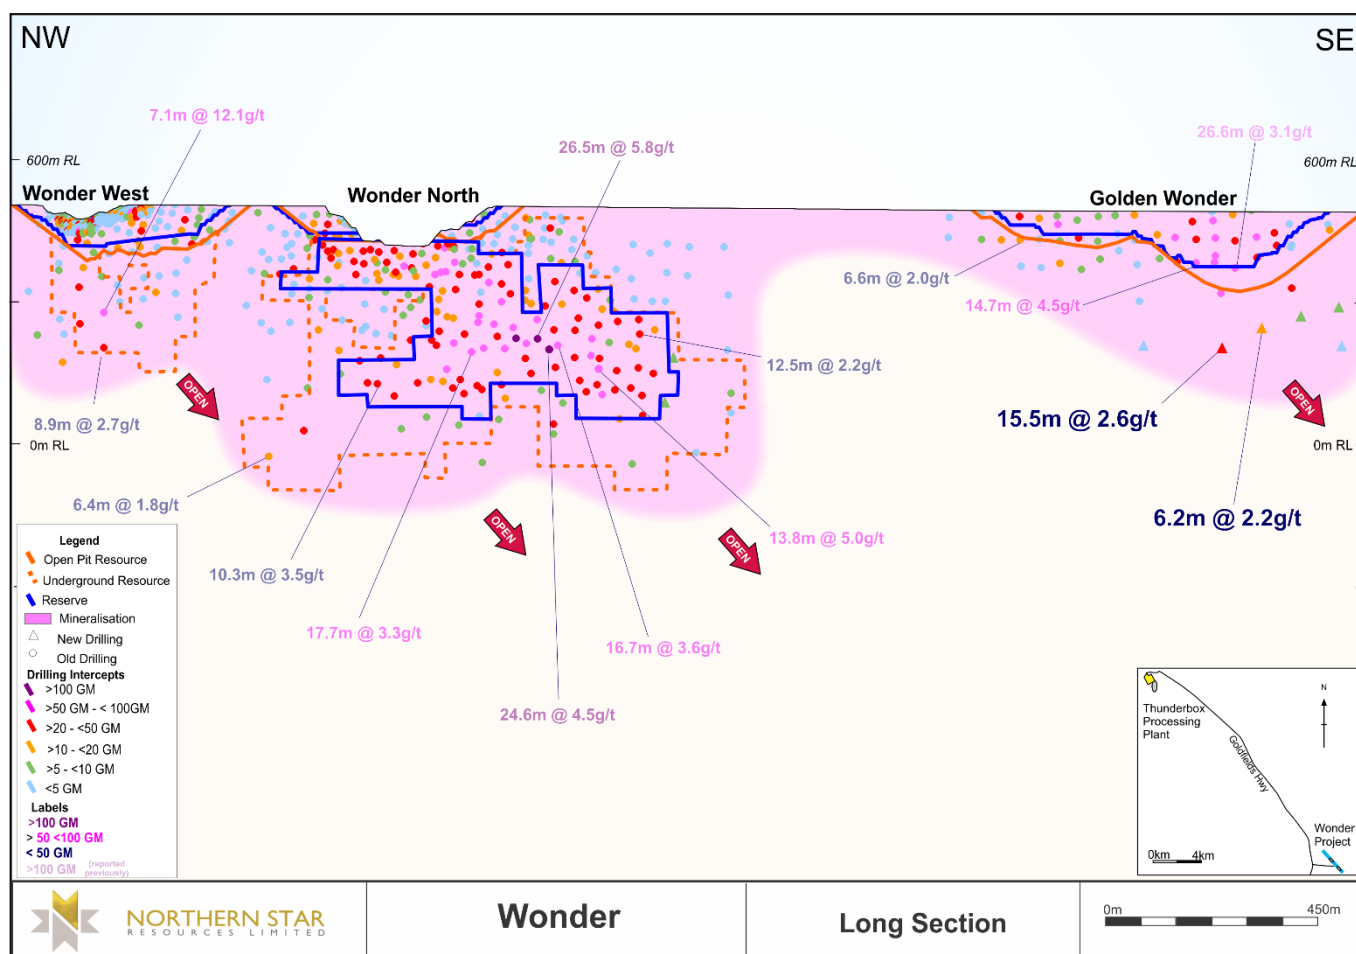 NW
SE
7.1m @ 12.1g/t
26.5m @ 5.8g/t
26.6m @ 3.1g/t
600m RL
600m RL
Wonder West
Wonder North
Golden Wonder
6.6m @ 2.0g/t
14.7m @ 4.5g/t
12.5m @ 2.2g/t
OPEN
OPEN
8.9m @ 2.7g/t
15.5m @ 2.6g/t
0m RL
0m RL
6.4m @ 1.8g/t
6.2m @ 2.2g/t
OPEN
OPEN
13.8m @ 5.0g/t
10.3m @ 3.5g/t
17.7m @ 3.3g/t
16.7m @ 3.6g/t
24.6m @ 4.5g/t
Legend
Open Pit Resource
Underground Resource
Reserve
Mineralisation
New Drilling
Old Drilling
Drilling Intercepts
>100 GM
>50 GM - < 100GM
>20 - <50 GM
>10 - <20 GM
>5 - <10 GM
<5 GM
Labels
>100 GM
> 50 <100 GM
< 50 GM
>100 GM (reported
previously)
N
Thunderbox
Processing
Plant
Goldfields Hwy
Wonder
Project
0km 4km
NORTHERN STAR
RESOURCES LIMITED
Wonder
Long Section
0m 450m